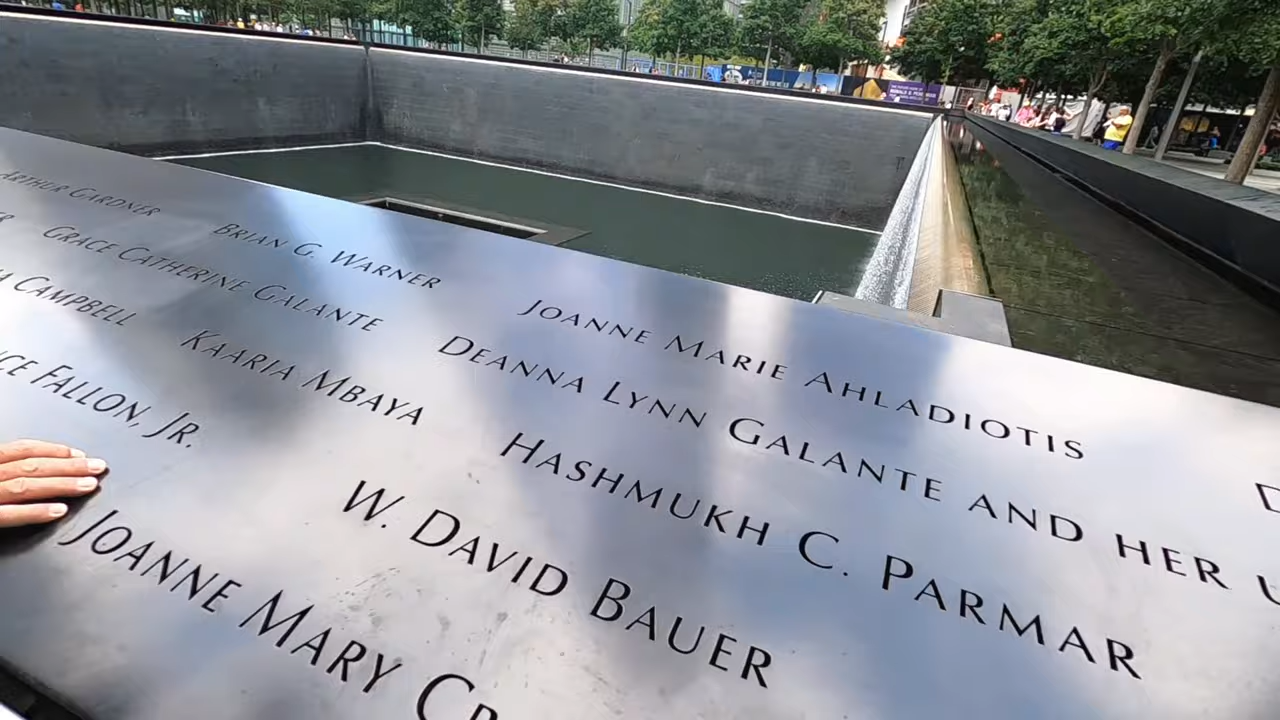 ARTHUR GARDNER BRIAN G. WARNER JOANNE MARIE AHLADIOTIS
GRACE CATHERINE GALANTE DEANNA LYNN GALANTE AND HER
CAMPBELL KAARIA MBAYA HASHMUKH C. PARMAR
FALLON, JR. W. DAVID BAUER
JOANNE MARY